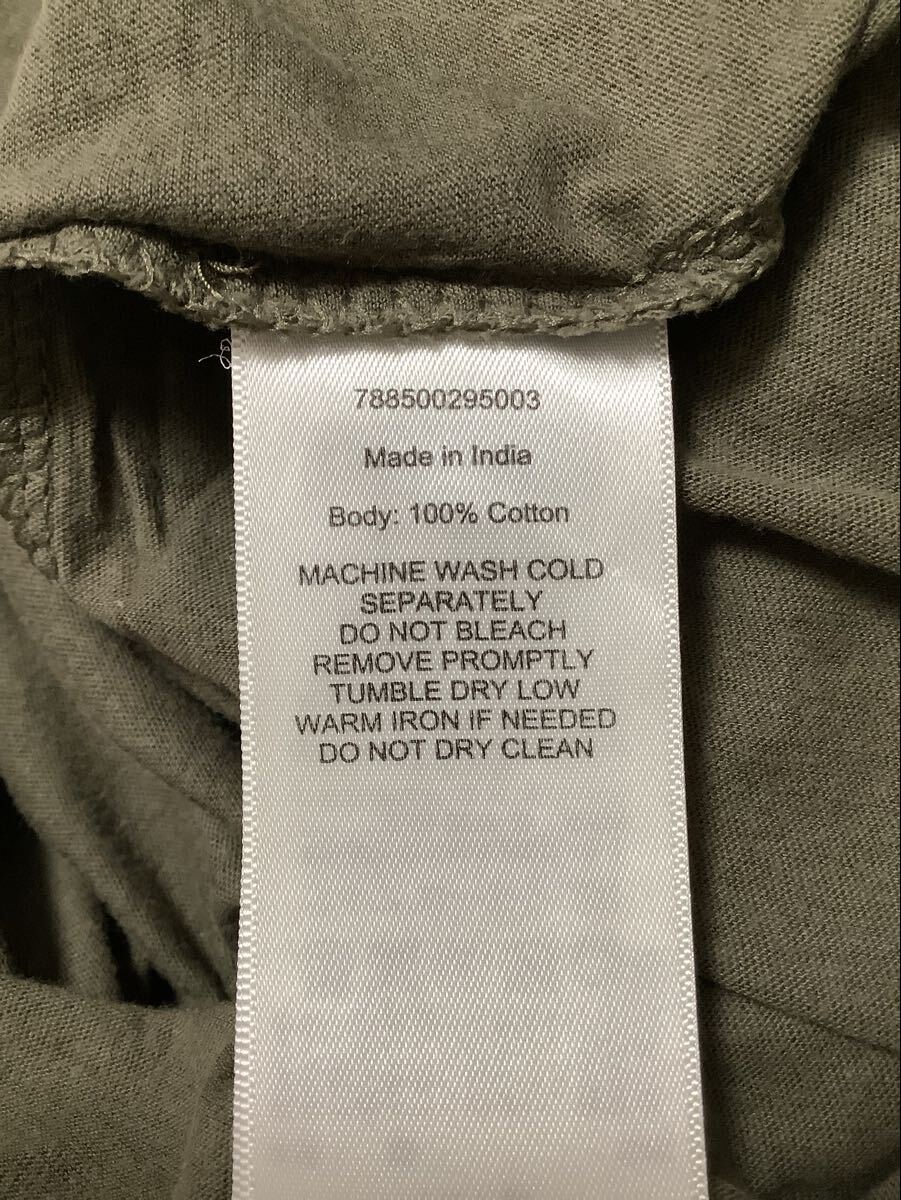 788500295003
Made in India
Body: 100% Cotton
MACHINE WASH COLD
SEPARATELY
DO NOT BLEACH
REMOVE PROMPTLY
TUMBLE DRY LOW
WARM IRON IF NEEDED
DO NOT DRY CLEAN